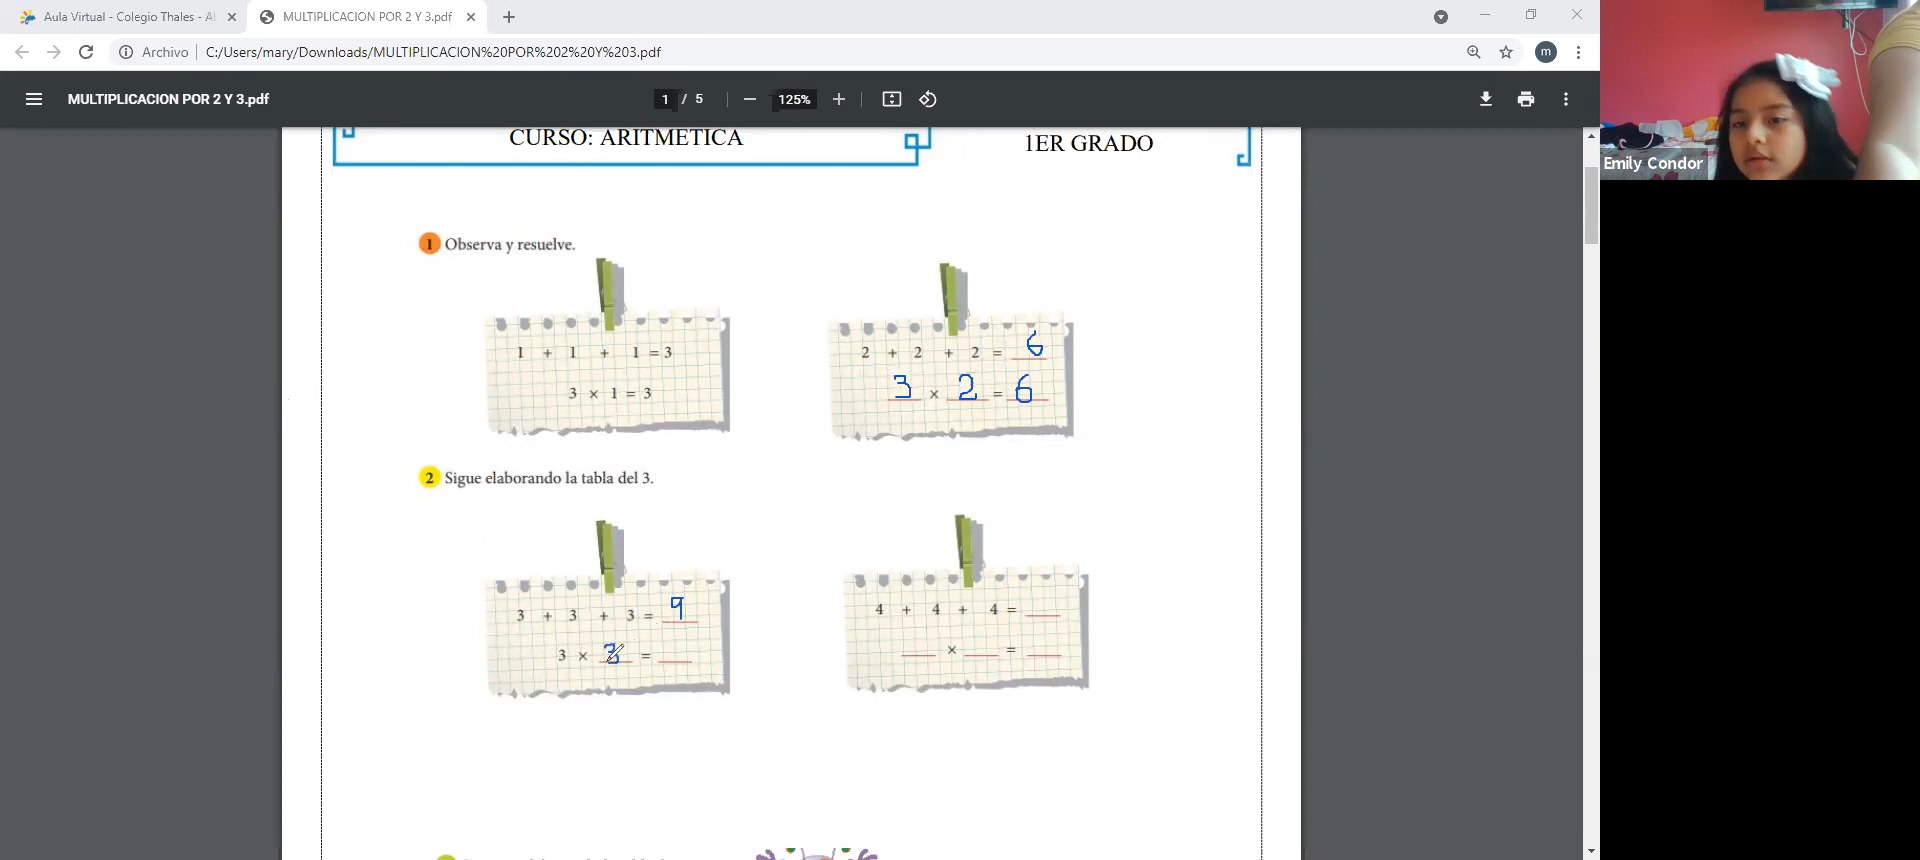 Aula Virtual - Colegio Thales - A
MULTIPLICACION POR 2 Y 3.pdf
Archivo
C:/Users/mary/Downloads/MULTIPLICACION%20POR%202%20Y%203.pdf
m
MULTIPLICACION POR 2 Y 3.pdf
1 / 5
125%
CURSO: ARITMETICA
1ER GRADO
Emily Condor
1 Observa y resuelve.
1 + 1 + 1 = 3
3 × 1 = 3
2 + 2 + 2 = 6
3 × 2 = 6
2 Sigue elaborando la tabla del 3.
3 + 3 + 3 = 9
3 × 3 =
4 + 4 + 4 =
× =